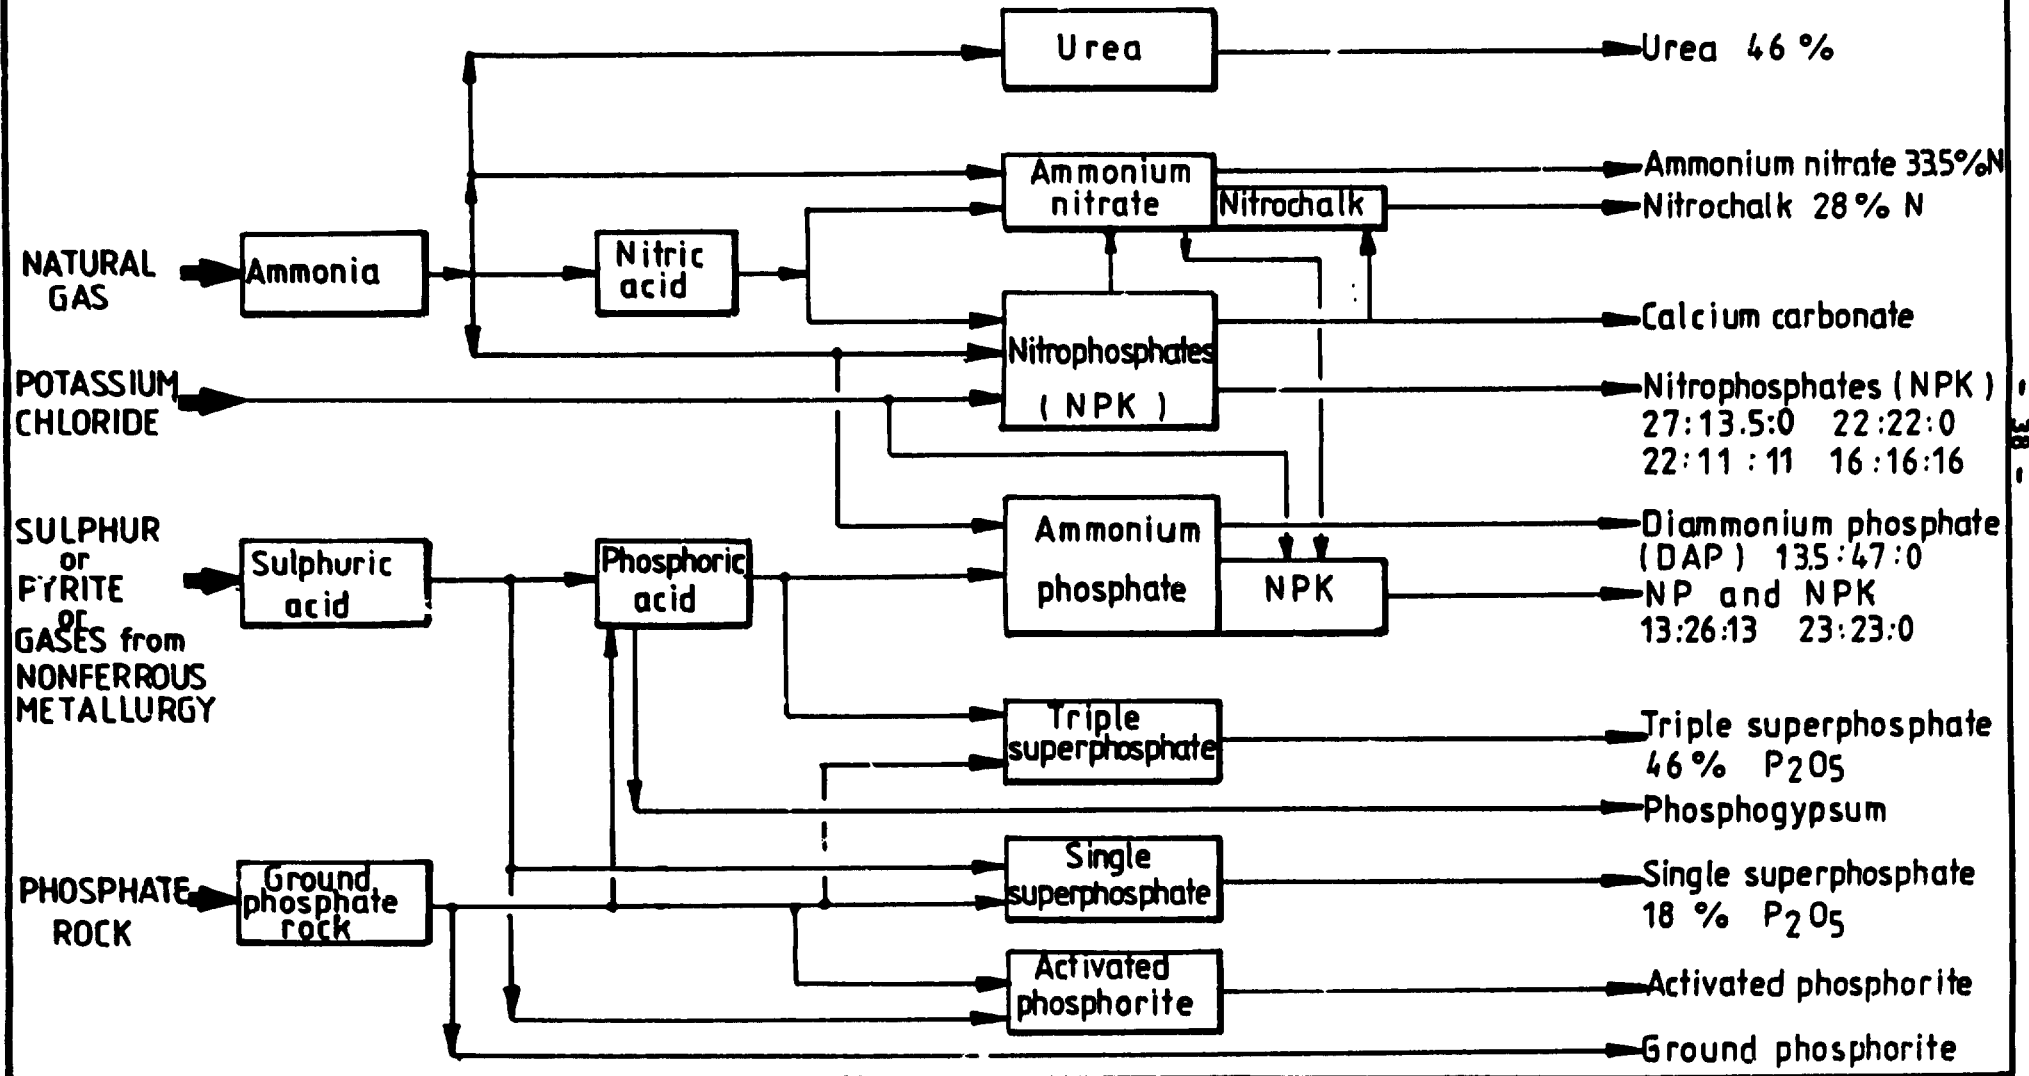 Urea
Urea 46 %
Ammonium
nitrate
Nitrochalk
Ammonium nitrate 33.5%N
Nitrochalk 28% N
NATURAL
GAS
Ammonia
Nitric
acid
Nitrophosphates
( NPK )
Calcium carbonate
POTASSIUM
CHLORIDE
Nitrophosphates (NPK)
27:13.5:0 22:22:0
22:11:11 16:16:16
- 38 -
SULPHUR
or
PYRITE
or
GASES from
NONFERROUS
METALLURGY
Sulphuric
acid
Phosphoric
acid
Ammonium
phosphate
NPK
Diammonium phosphate
(DAP) 13.5:47:0
NP and NPK
13:26:13 23:23:0
Triple
superphosphate
Triple superphosphate
46% P2O5
Phosphogypsum
PHOSPHATE
ROCK
Ground
phosphate
rock
Single
superphosphate
Single superphosphate
18 % P2O5
Activated
phosphorite
Activated phosphorite
Ground phosphorite